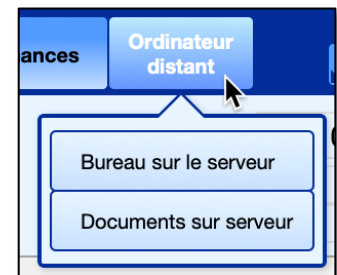 ances
Ordinateur
distant
Bureau sur le serveur
Documents sur serveur